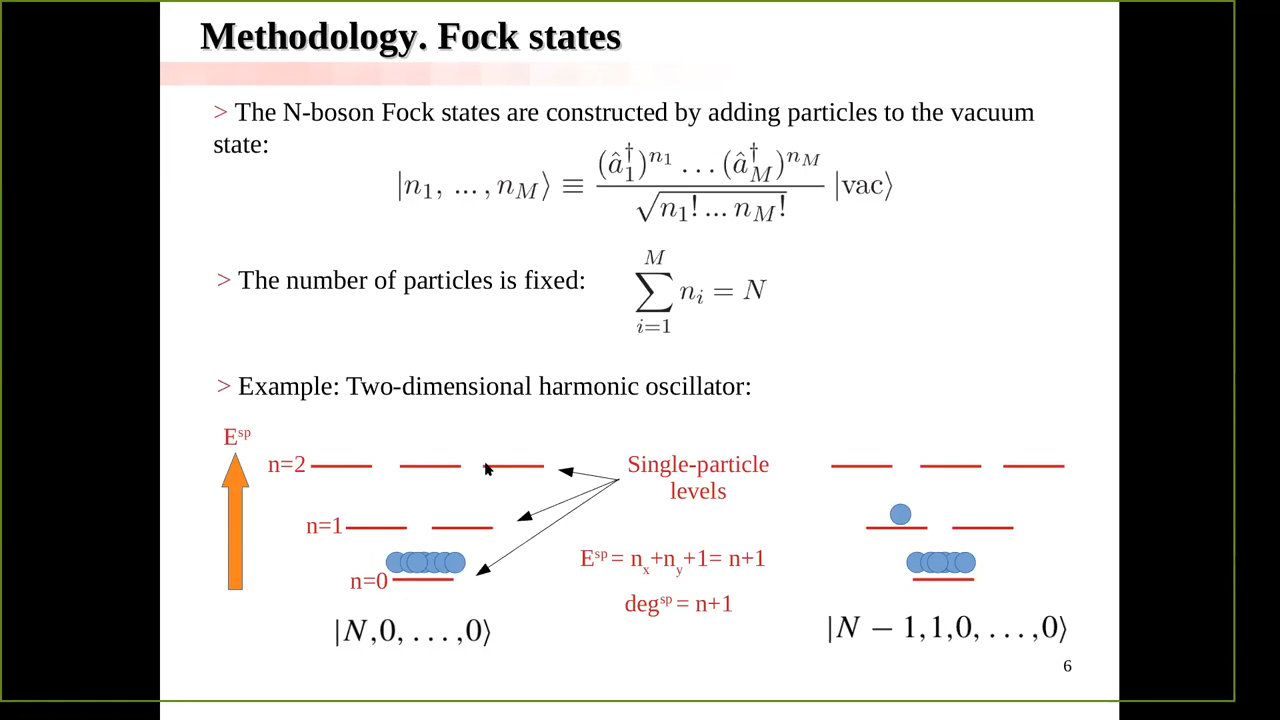 Methodology. Fock states
> The N-boson Fock states are constructed by adding particles to the vacuum
state:
|n₁, ... , n_M⟩ ≡ (â₁†)^{n₁} . . . (â_M†)^{n_M} / √(n₁! ... n_M!) |vac⟩
> The number of particles is fixed:
∑_{i=1}^{M} n_i = N
> Example: Two-dimensional harmonic oscillator:
E^{sp}
n=2
Single-particle
levels
n=1
E^{sp} = n_x+n_y+1= n+1
n=0
deg^{sp} = n+1
|N,0, . . . ,0⟩
|N − 1,1,0, . . . ,0⟩
6